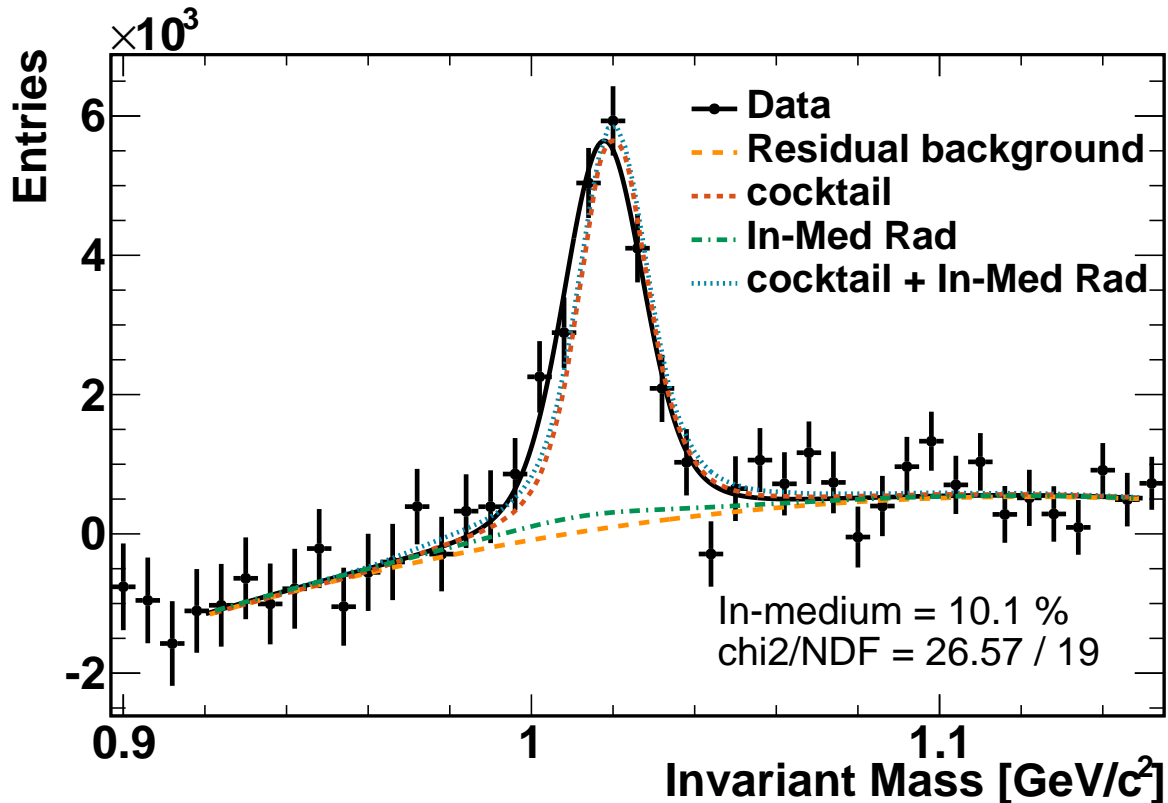 ×10³
Entries
6
4
2
0
-2
Data
Residual background
cocktail
In-Med Rad
cocktail + In-Med Rad
In-medium = 10.1 %
chi2/NDF = 26.57 / 19
0.9
1
1.1
Invariant Mass [GeV/c²]